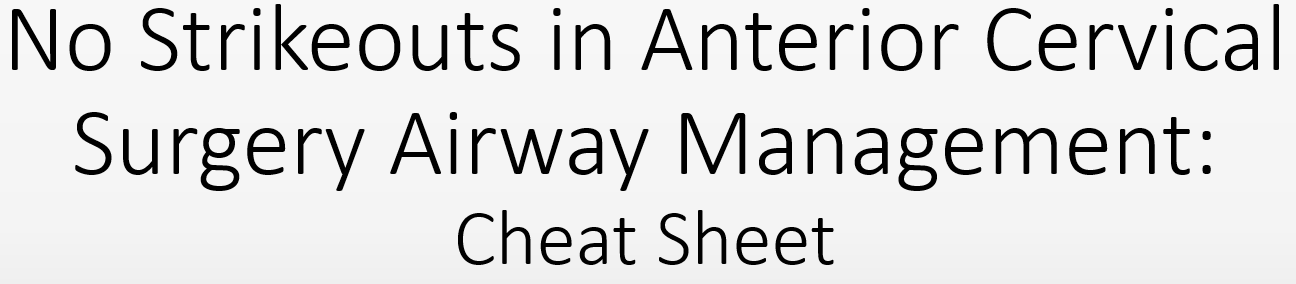 No Strikeouts in Anterior Cervical
Surgery Airway Management:
Cheat Sheet